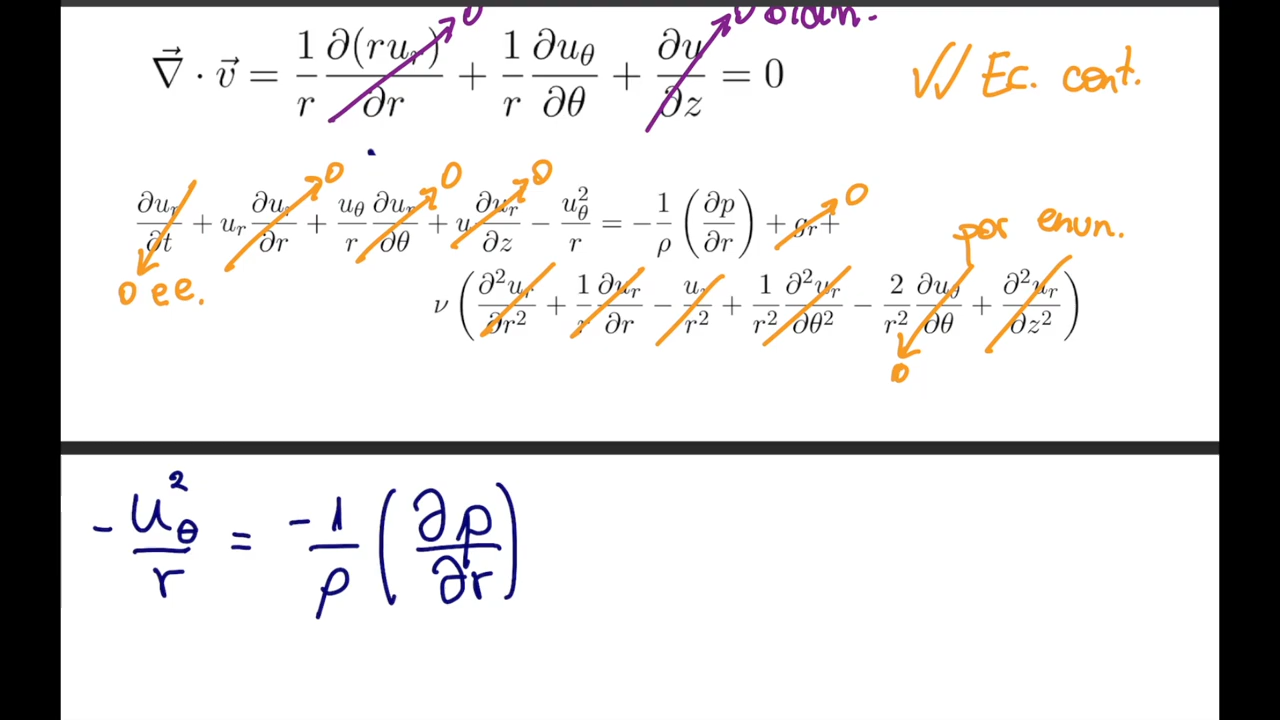 0 bidim.
∇⃗ · v⃗ = 1/r ∂(ru_r)/∂r + 1/r ∂u_θ/∂θ + ∂u/∂z = 0 ✓✓ Ec. cont.
0 0 0 0
∂u_r/∂t + u_r ∂u_r/∂r + u_θ/r ∂u_r/∂θ + u ∂u_r/∂z − u_θ²/r = −1/ρ (∂p/∂r) + g_r +
0 ee. por enun.
ν (∂²u_r/∂r² + 1/r ∂u_r/∂r − u_r/r² + 1/r² ∂²u_r/∂θ² − 2/r² ∂u_θ/∂θ + ∂²u_r/∂z²)
0
-u_θ²/r = -1/ρ (∂p/∂r)